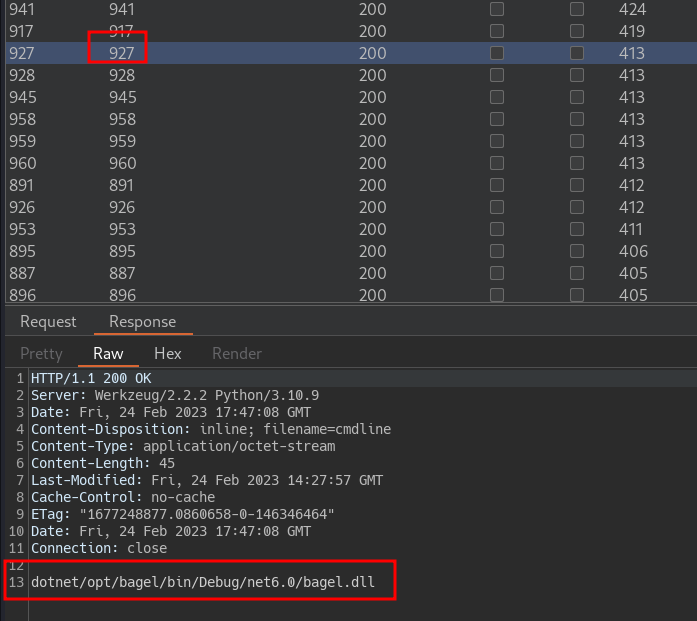 941 941 200 424
917 917 200 419
927 927 200 413
928 928 200 413
945 945 200 413
958 958 200 413
959 959 200 413
960 960 200 413
891 891 200 412
926 926 200 412
953 953 200 411
895 895 200 406
887 887 200 405
896 896 200 405
Request Response
Pretty Raw Hex Render
1 HTTP/1.1 200 OK
2 Server: Werkzeug/2.2.2 Python/3.10.9
3 Date: Fri, 24 Feb 2023 17:47:08 GMT
4 Content-Disposition: inline; filename=cmdline
5 Content-Type: application/octet-stream
6 Content-Length: 45
7 Last-Modified: Fri, 24 Feb 2023 14:27:57 GMT
8 Cache-Control: no-cache
9 ETag: "1677248877.0860658-0-146346464"
10 Date: Fri, 24 Feb 2023 17:47:08 GMT
11 Connection: close
12
13 dotnet/opt/bagel/bin/Debug/net6.0/bagel.dll